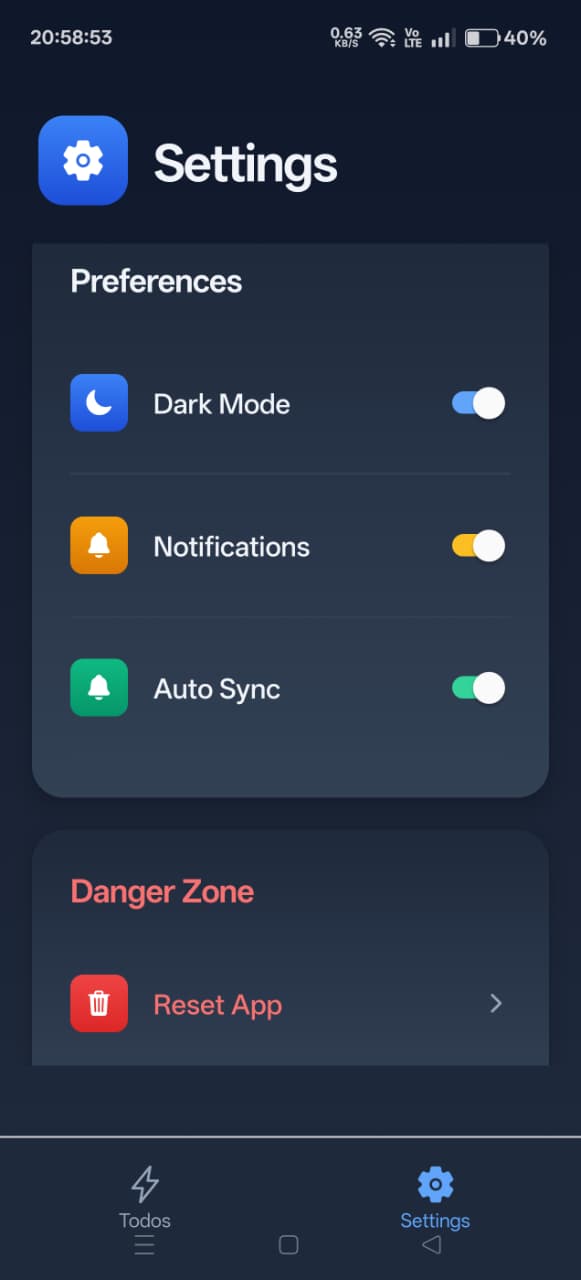 20:58:53
0.63 KB/S
Vo LTE
40%
Settings
Preferences
Dark Mode
Notifications
Auto Sync
Danger Zone
Reset App
Todos
Settings